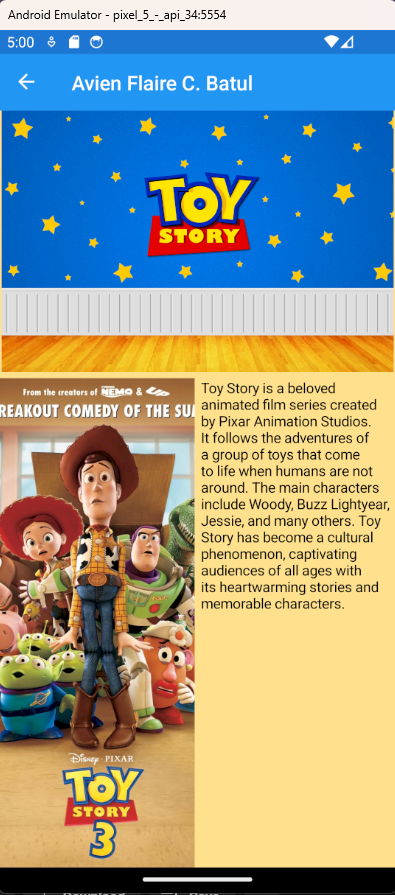 Android Emulator - pixel_5_-_api_34:5554
5:00
Avien Flaire C. Batul
TOY
STORY
From the creators of NEMO & UP
REAKOUT COMEDY OF THE SUM
Toy Story is a beloved
animated film series created
by Pixar Animation Studios.
It follows the adventures of
a group of toys that come
to life when humans are not
around. The main characters
include Woody, Buzz Lightyear,
Jessie, and many others. Toy
Story has become a cultural
phenomenon, captivating
audiences of all ages with
its heartwarming stories and
memorable characters.
Disney · PIXAR
TOY
STORY
3